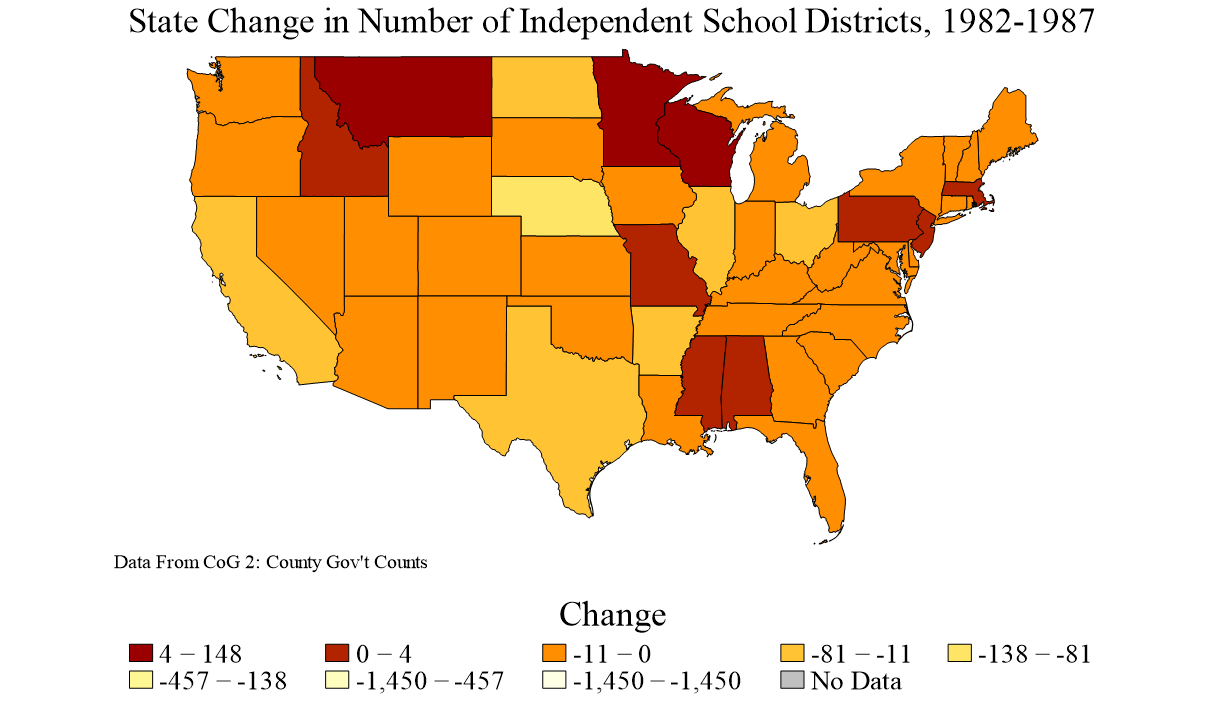 State Change in Number of Independent School Districts, 1982-1987
Data From CoG 2: County Gov't Counts
Change
4 – 148
0 – 4
-11 – 0
-81 – -11
-138 – -81
-457 – -138
-1,450 – -457
-1,450 – -1,450
No Data